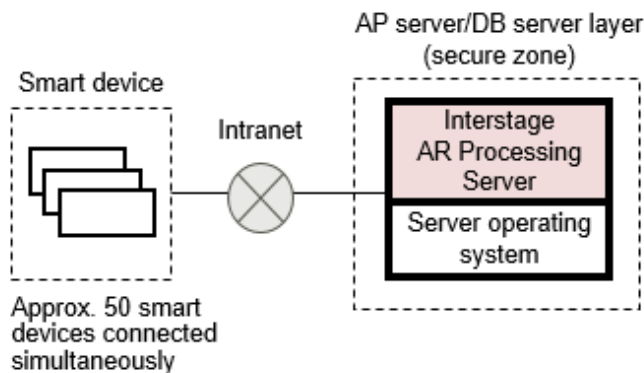 AP server/DB server layer
(secure zone)
Smart device
Intranet
Interstage
AR Processing
Server
Server operating
system
Approx. 50 smart
devices connected
simultaneously